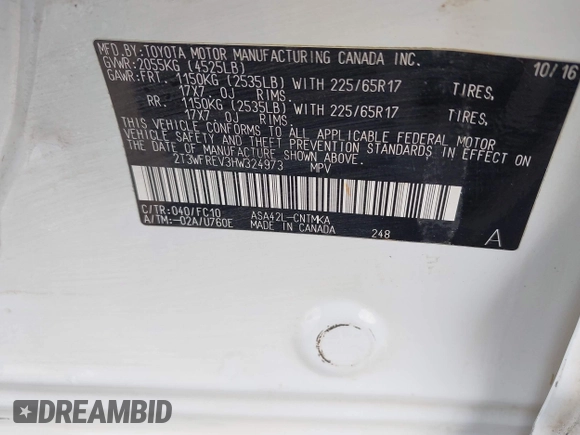 MFD.BY:TOYOTA MOTOR MANUFACTURING CANADA INC.
GVWR:2055KG (4525LB) 10/16
GAWR:FRT. 1150KG (2535LB) WITH 225/65R17 TIRES,
17X7. 0J RIMS.
RR. 1150KG (2535LB) WITH 225/65R17 TIRES,
17X7. 0J RIMS.
THIS VEHICLE CONFORMS TO ALL APPLICABLE FEDERAL MOTOR
VEHICLE SAFETY AND THEFT PREVENTION STANDARDS IN EFFECT ON
THE DATE OF MANUFACTURE SHOWN ABOVE.
2T3WFREV3HW324973 MPV
C/TR:040/FC10 ASA42L-CNTMKA
A/TM:-02A/U760E MADE IN CANADA 248 A
DREAMBID